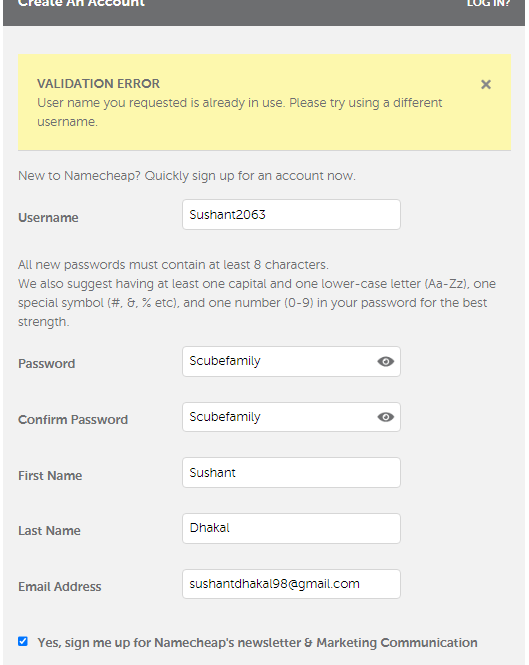 Create An Account
LOG IN?
VALIDATION ERROR
User name you requested is already in use. Please try using a different
username.
New to Namecheap? Quickly sign up for an account now.
Username
Sushant2063
All new passwords must contain at least 8 characters.
We also suggest having at least one capital and one lower-case letter (Aa-Zz), one
special symbol (#, &, % etc), and one number (0-9) in your password for the best
strength.
Password
Scubefamily
Confirm Password
Scubefamily
First Name
Sushant
Last Name
Dhakal
Email Address
sushantdhakal98@gmail.com
Yes, sign me up for Namecheap's newsletter & Marketing Communication